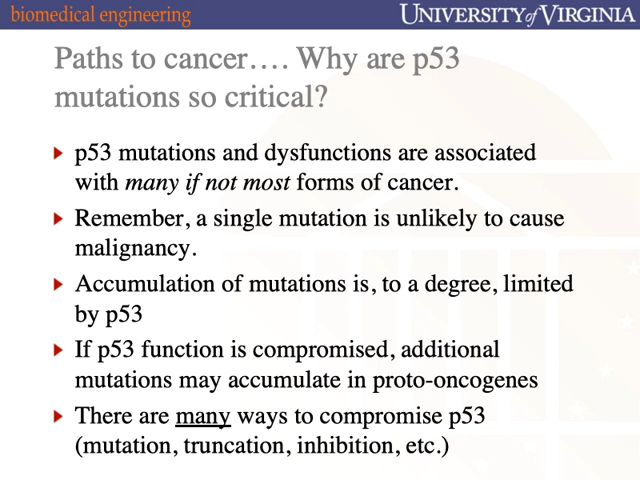 biomedical engineering
UNIVERSITY of VIRGINIA
Paths to cancer…. Why are p53
mutations so critical?
p53 mutations and dysfunctions are associated
with many if not most forms of cancer.
Remember, a single mutation is unlikely to cause
malignancy.
Accumulation of mutations is, to a degree, limited
by p53
If p53 function is compromised, additional
mutations may accumulate in proto-oncogenes
There are many ways to compromise p53
(mutation, truncation, inhibition, etc.)